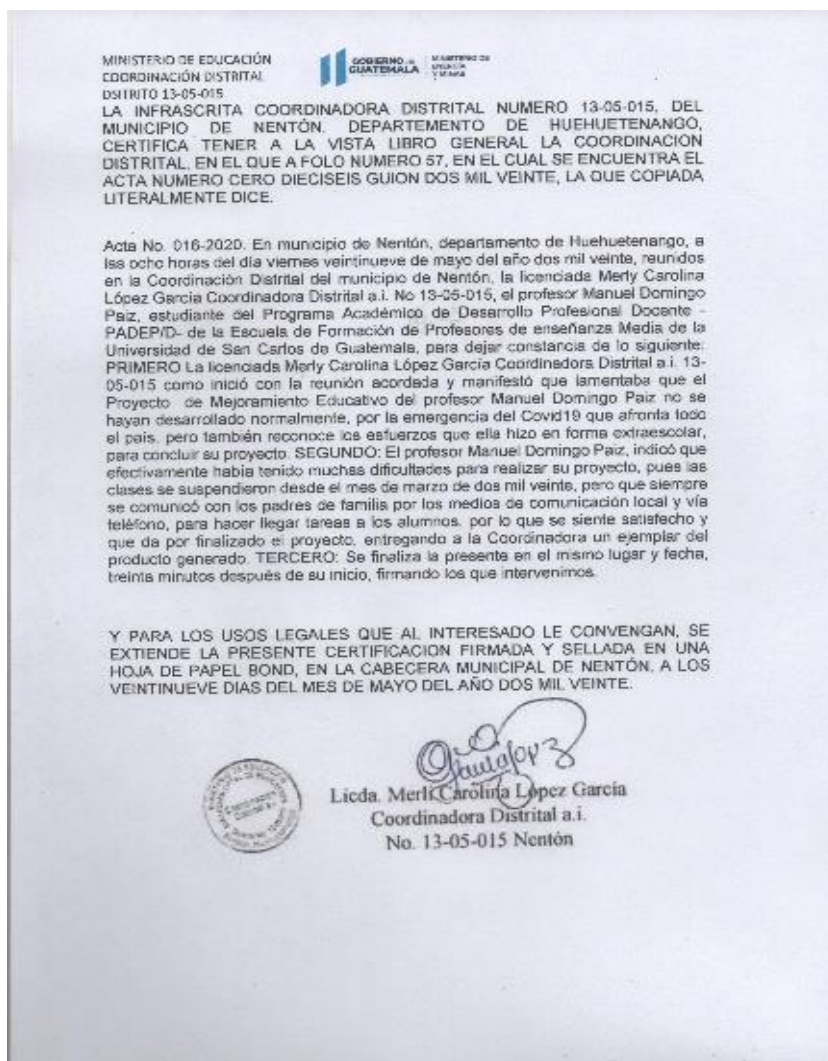 MINISTERIO DE EDUCACIÓN
COORDINACIÓN DISTRITAL
DSITRITO 13-05-015
GOBIERNO de GUATEMALA
MINISTERIO DE ENERGÍA Y MINAS
LA INFRASCRITA COORDINADORA DISTRITAL NUMERO 13-05-015, DEL
MUNICIPIO DE NENTÓN, DEPARTEMENTO DE HUEHUETENANGO,
CERTIFICA TENER A LA VISTA LIBRO GENERAL LA COORDINACION
DISTRITAL, EN EL QUE A FOLO NUMERO 57, EN EL CUAL SE ENCUENTRA EL
ACTA NUMERO CERO DIECISEIS GUION DOS MIL VEINTE, LA QUE COPIADA
LITERALMENTE DICE.
Acta No. 016-2020. En municipio de Nentón, departamento de Huehuetenango, a
las ocho horas del día viernes veintinueve de mayo del año dos mil veinte, reunidos
en la Coordinación Distrital del municipio de Nentón, la licenciada Merly Carolina
López García Coordinadora Distrital a.i. No 13-05-015, el profesor Manuel Domingo
Paiz, estudiante del Programa Académico de Desarrollo Profesional Docente -
PADEP/D- de la Escuela de Formación de Profesores de enseñanza Media de la
Universidad de San Carlos de Guatemala, para dejar constancia de lo siguiente:
PRIMERO La licenciada Merly Carolina López García Coordinadora Distrital a.i. 13-
05-015 como inició con la reunión acordada y manifestó que lamentaba que el
Proyecto de Mejoramiento Educativo del profesor Manuel Domingo Paiz no se
hayan desarrollado normalmente, por la emergencia del Covid19 que afronta todo
el país, pero también reconoce los esfuerzos que ella hizo en forma extraescolar,
para concluir su proyecto. SEGUNDO: El profesor Manuel Domingo Paiz, indicó que
efectivamente había tenido muchas dificultades para realizar su proyecto, pues las
clases se suspendieron desde el mes de marzo de dos mil veinte, pero que siempre
se comunicó con los padres de familia por los medios de comunicación local y vía
teléfono, para hacer llegar tareas a los alumnos, por lo que se siente satisfecho y
que da por finalizado el proyecto, entregando a la Coordinadora un ejemplar del
producto generado. TERCERO: Se finaliza la presente en el mismo lugar y fecha,
treinta minutos después de su inicio, firmando los que intervenimos.
Y PARA LOS USOS LEGALES QUE AL INTERESADO LE CONVENGAN, SE
EXTIENDE LA PRESENTE CERTIFICACION FIRMADA Y SELLADA EN UNA
HOJA DE PAPEL BOND, EN LA CABECERA MUNICIPAL DE NENTÓN, A LOS
VEINTINUEVE DIAS DEL MES DE MAYO DEL AÑO DOS MIL VEINTE.
Licda. Merli Carolina López García
Coordinadora Distrital a.i.
No. 13-05-015 Nentón